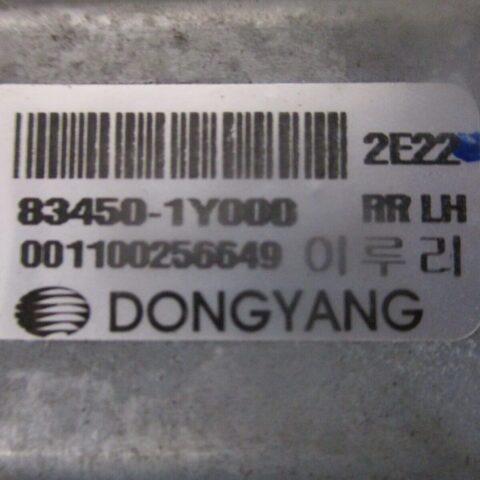 2E22
83450-1Y000 RR LH
001100256649 이루리
DONGYANG